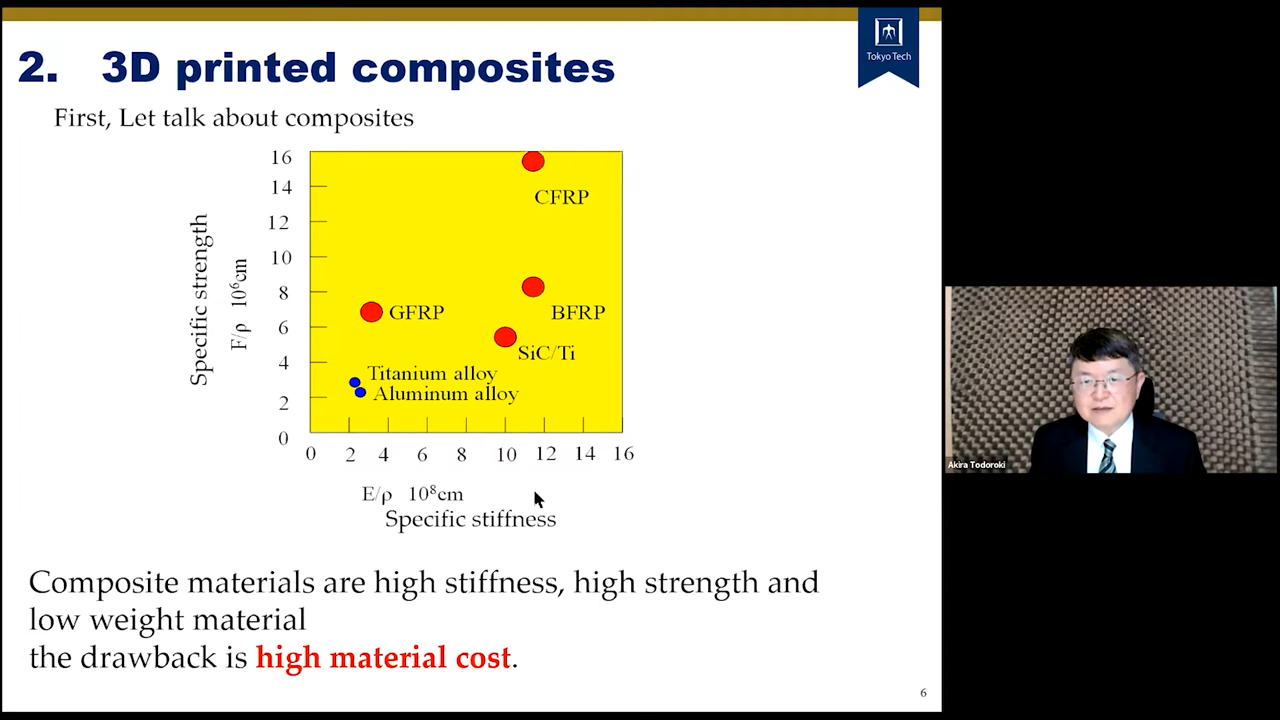 2. 3D printed composites
Tokyo Tech
First, Let talk about composites
16
14
12
10
8
6
4
2
0
Specific strength
F/ρ 10⁶cm
CFRP
BFRP
GFRP
SiC/Ti
Titanium alloy
Aluminum alloy
0 2 4 6 8 10 12 14 16
E/ρ 10⁸cm
Specific stiffness
Composite materials are high stiffness, high strength and
low weight material
the drawback is high material cost.
6
Akira Todoroki